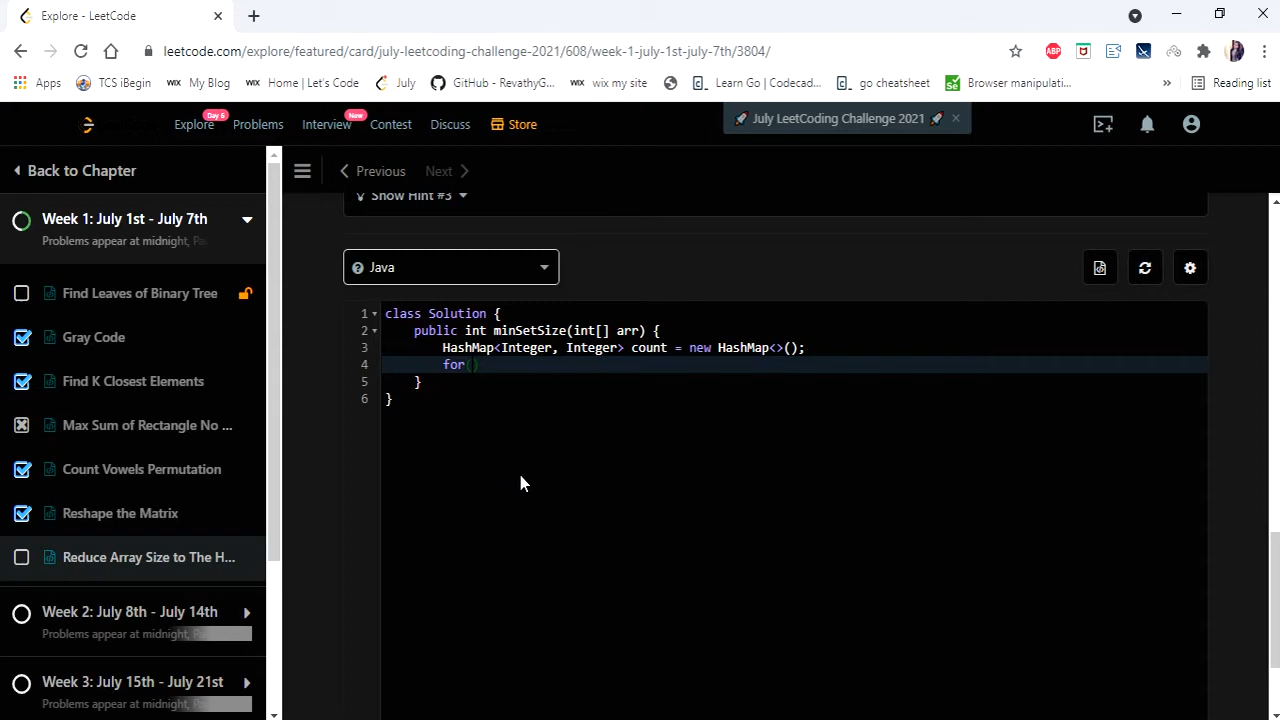 Explore - LeetCode
leetcode.com/explore/featured/card/july-leetcoding-challenge-2021/608/week-1-july-1st-july-7th/3804/
ABP
Apps TCS iBegin WIX My Blog WIX Home | Let's Code July GitHub - RevathyG... WIX wix my site Learn Go | Codecad... go cheatsheet Browser manipulati... » Reading list
Explore Day 6 Problems Interview New Contest Discuss Store July LeetCoding Challenge 2021
Back to Chapter
Previous Next
Show Hint #3
Week 1: July 1st - July 7th
Problems appear at midnight, Pa
Find Leaves of Binary Tree
Gray Code
Find K Closest Elements
Max Sum of Rectangle No ...
Count Vowels Permutation
Reshape the Matrix
Reduce Array Size to The H...
Week 2: July 8th - July 14th
Problems appear at midnight,
Week 3: July 15th - July 21st
Problems appear at midnight,
Java
1 class Solution {
2 public int minSetSize(int[] arr) {
3 HashMap<Integer, Integer> count = new HashMap<>();
4 for()
5 }
6 }